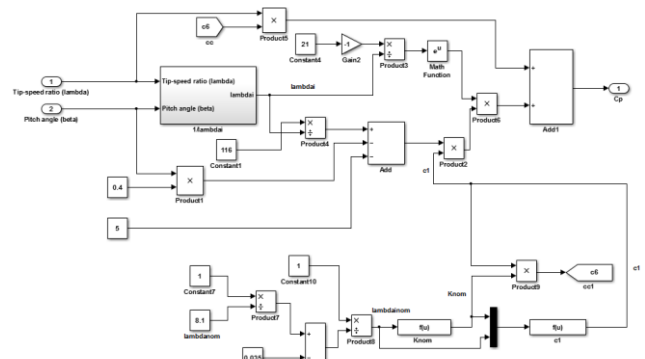 c6
cc
×
Product5
21
Constant4
-1
Gain2
×
÷
Product3
e^u
Math
Function
1
Tip-speed ratio (lambda)
Tip-speed ratio (lambda)
lambdai
lambdai
2
Pitch angle (beta)
Pitch angle (beta)
1/lambdai
×
Product6
+
+
Add1
1
Cp
116
Constant1
×
÷
Product4
+
−
−
Add
×
Product2
c1
0.4
×
Product1
5
1
Constant7
×
÷
Product7
8.1
lambdanom
1
Constant10
×
÷
Product8
lambdainom
+
−
0.035
f(u)
Knom
Knom
×
Product9
c6
cc1
f(u)
c1
c1